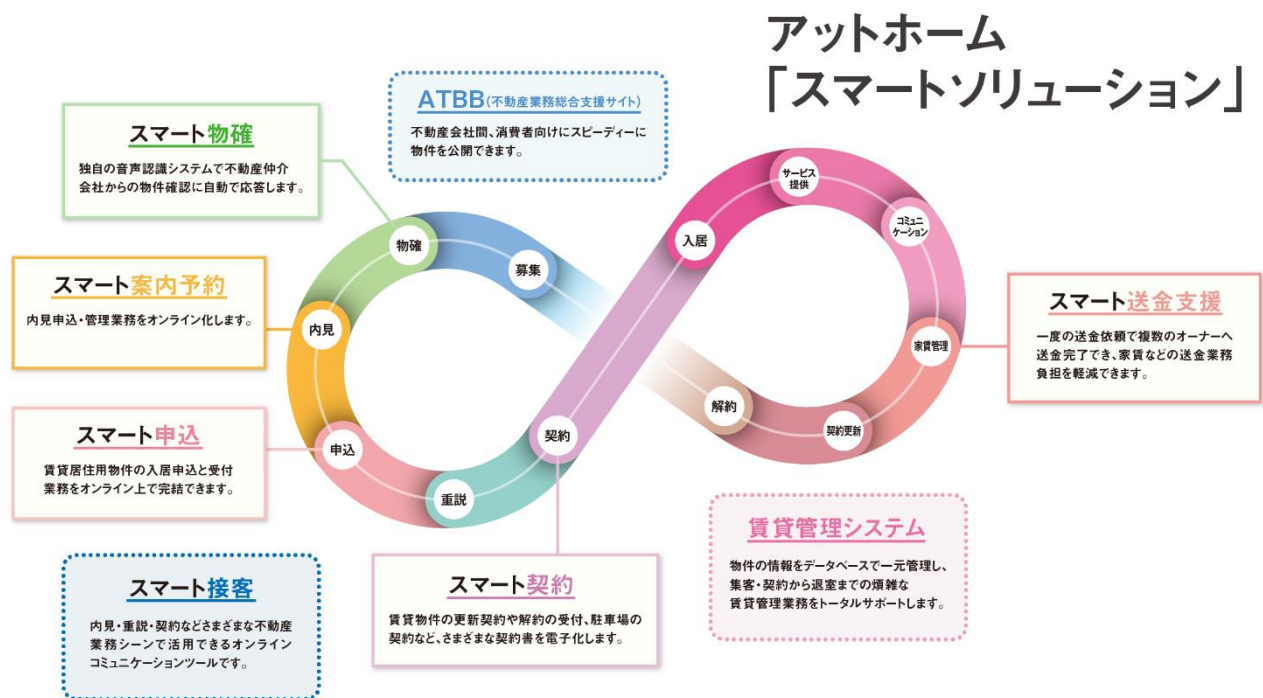 アットホーム
「スマートソリューション」
ATBB(不動産業務総合支援サイト)
不動産会社間、消費者向けにスピーディーに
物件を公開できます。
スマート物確
独自の音声認識システムで不動産仲介
会社からの物件確認に自動で応答します。
スマート案内予約
内見申込・管理業務をオンライン化します。
スマート申込
賃貸居住用物件の入居申込と受付
業務をオンライン上で完結できます。
スマート接客
内見・重説・契約などさまざまな不動産
業務シーンで活用できるオンライン
コミュニケーションツールです。
スマート契約
賃貸物件の更新契約や解約の受付、駐車場の
契約など、さまざまな契約書を電子化します。
賃貸管理システム
物件の情報をデータベースで一元管理し、
集客・契約から退室までの煩雑な
賃貸管理業務をトータルサポートします。
スマート送金支援
一度の送金依頼で複数のオーナーへ
送金完了でき、家賃などの送金業務
負担を軽減できます。
募集
物確
内見
申込
重説
契約
入居
サービス
提供
コミュニ
ケーション
家賃管理
契約更新
解約